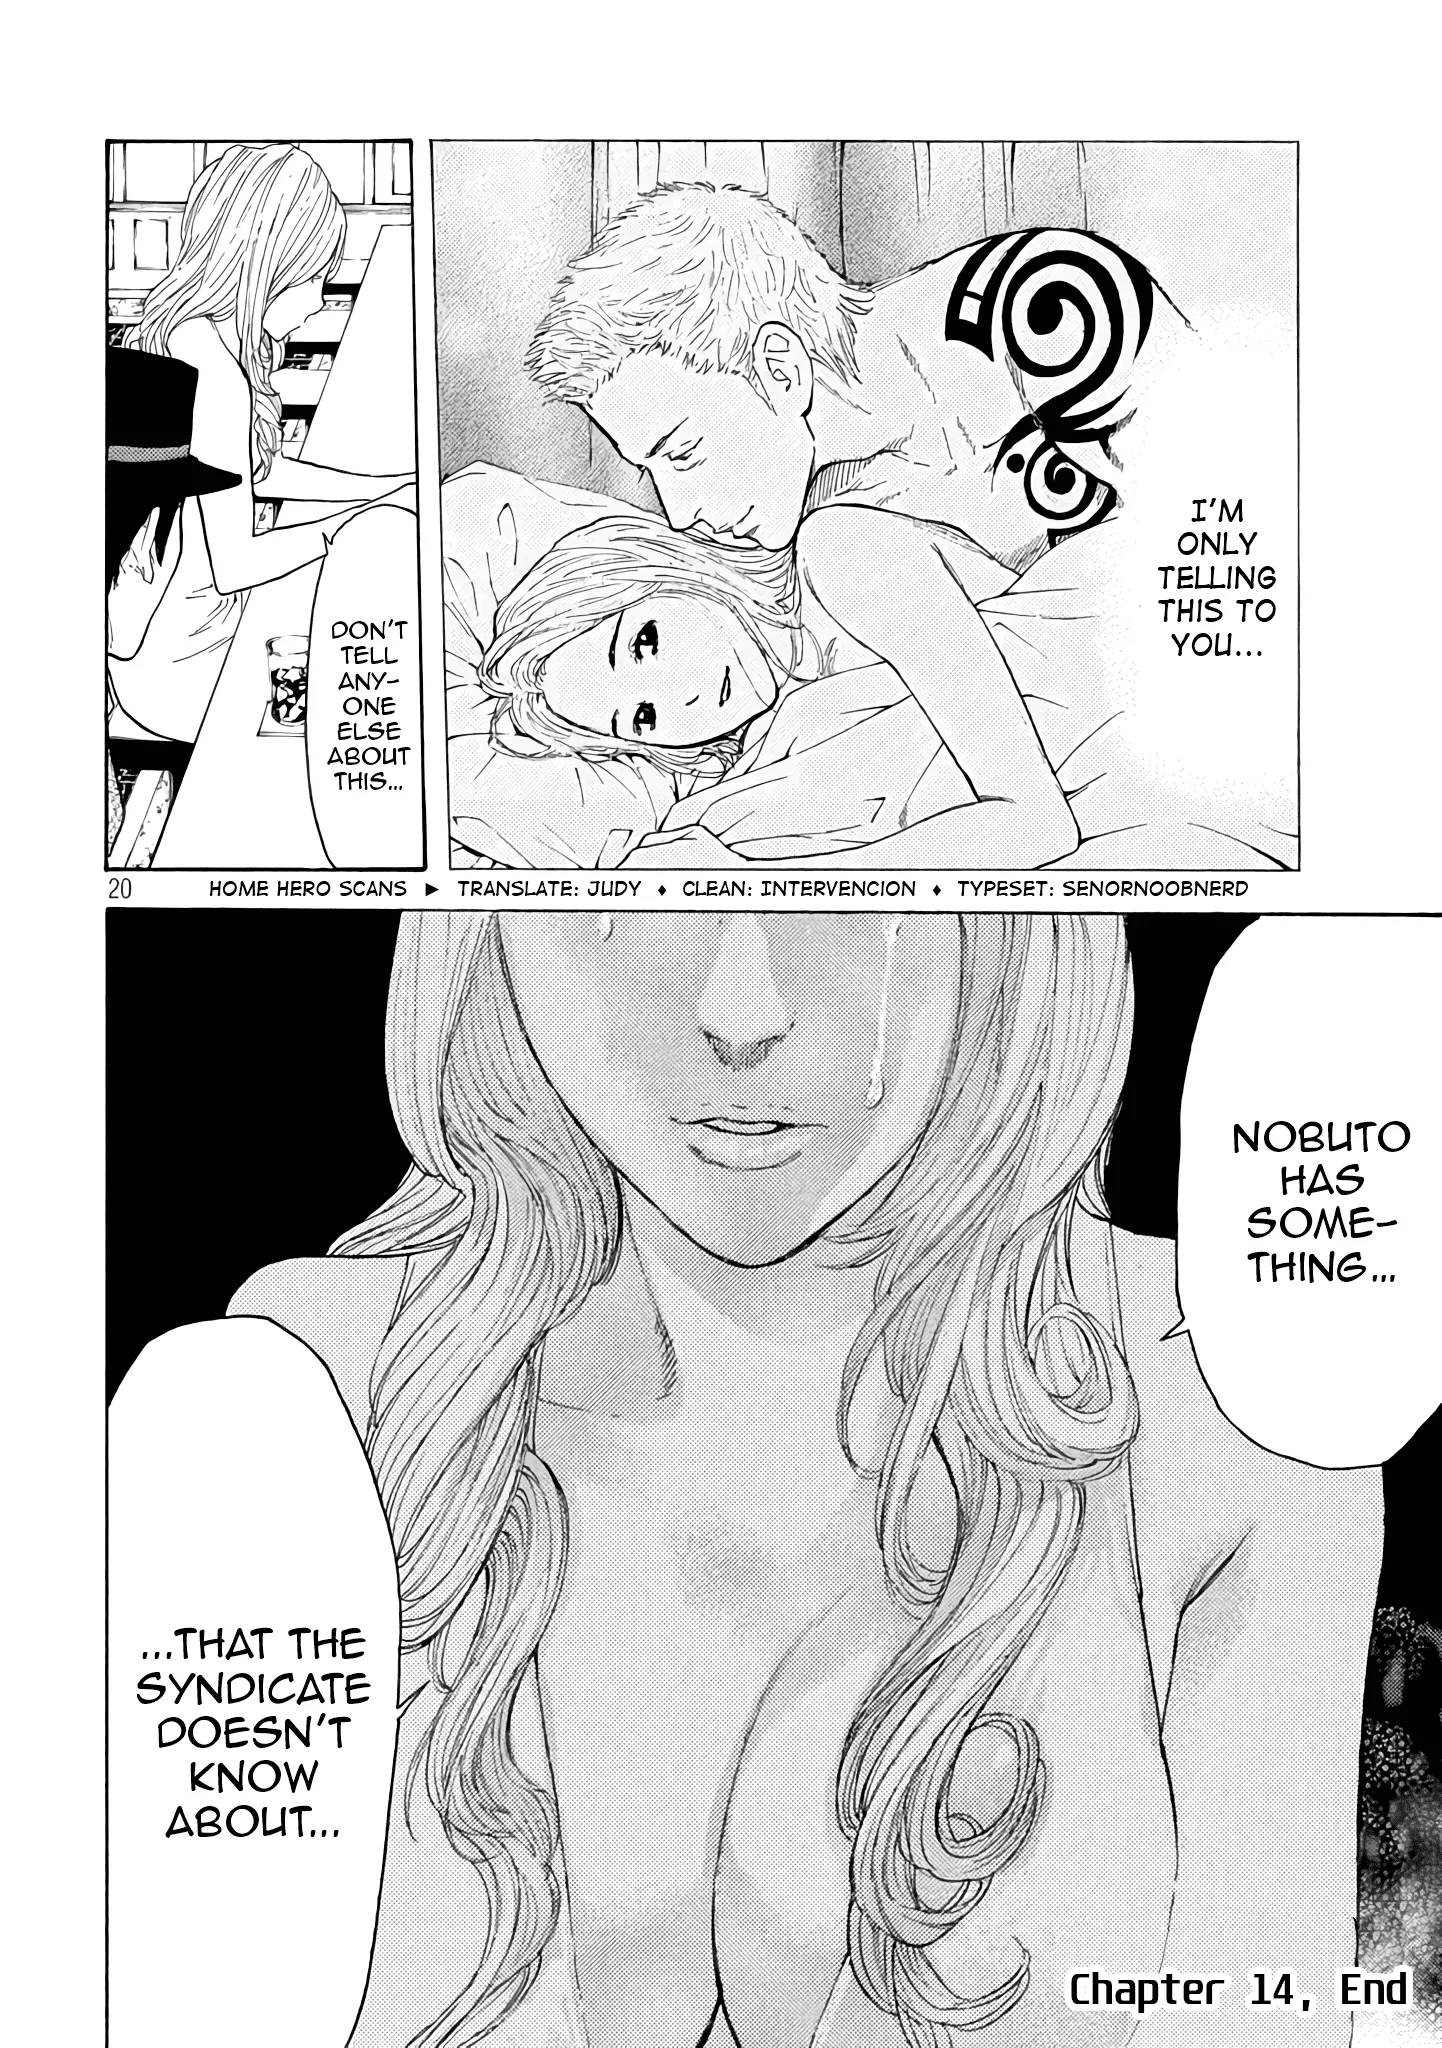 I'M
ONLY
TELLING
THIS TO
YOU...
DON'T
TELL
ANY-
ONE
ELSE
ABOUT
THIS...
20
HOME HERO SCANS ► TRANSLATE: JUDY ♦ CLEAN: INTERVENCION ♦ TYPESET: SENORNOOBNERD
NOBUTO
HAS
SOME-
THING...
...THAT THE
SYNDICATE
DOESN'T
KNOW
ABOUT...
Chapter 14, End